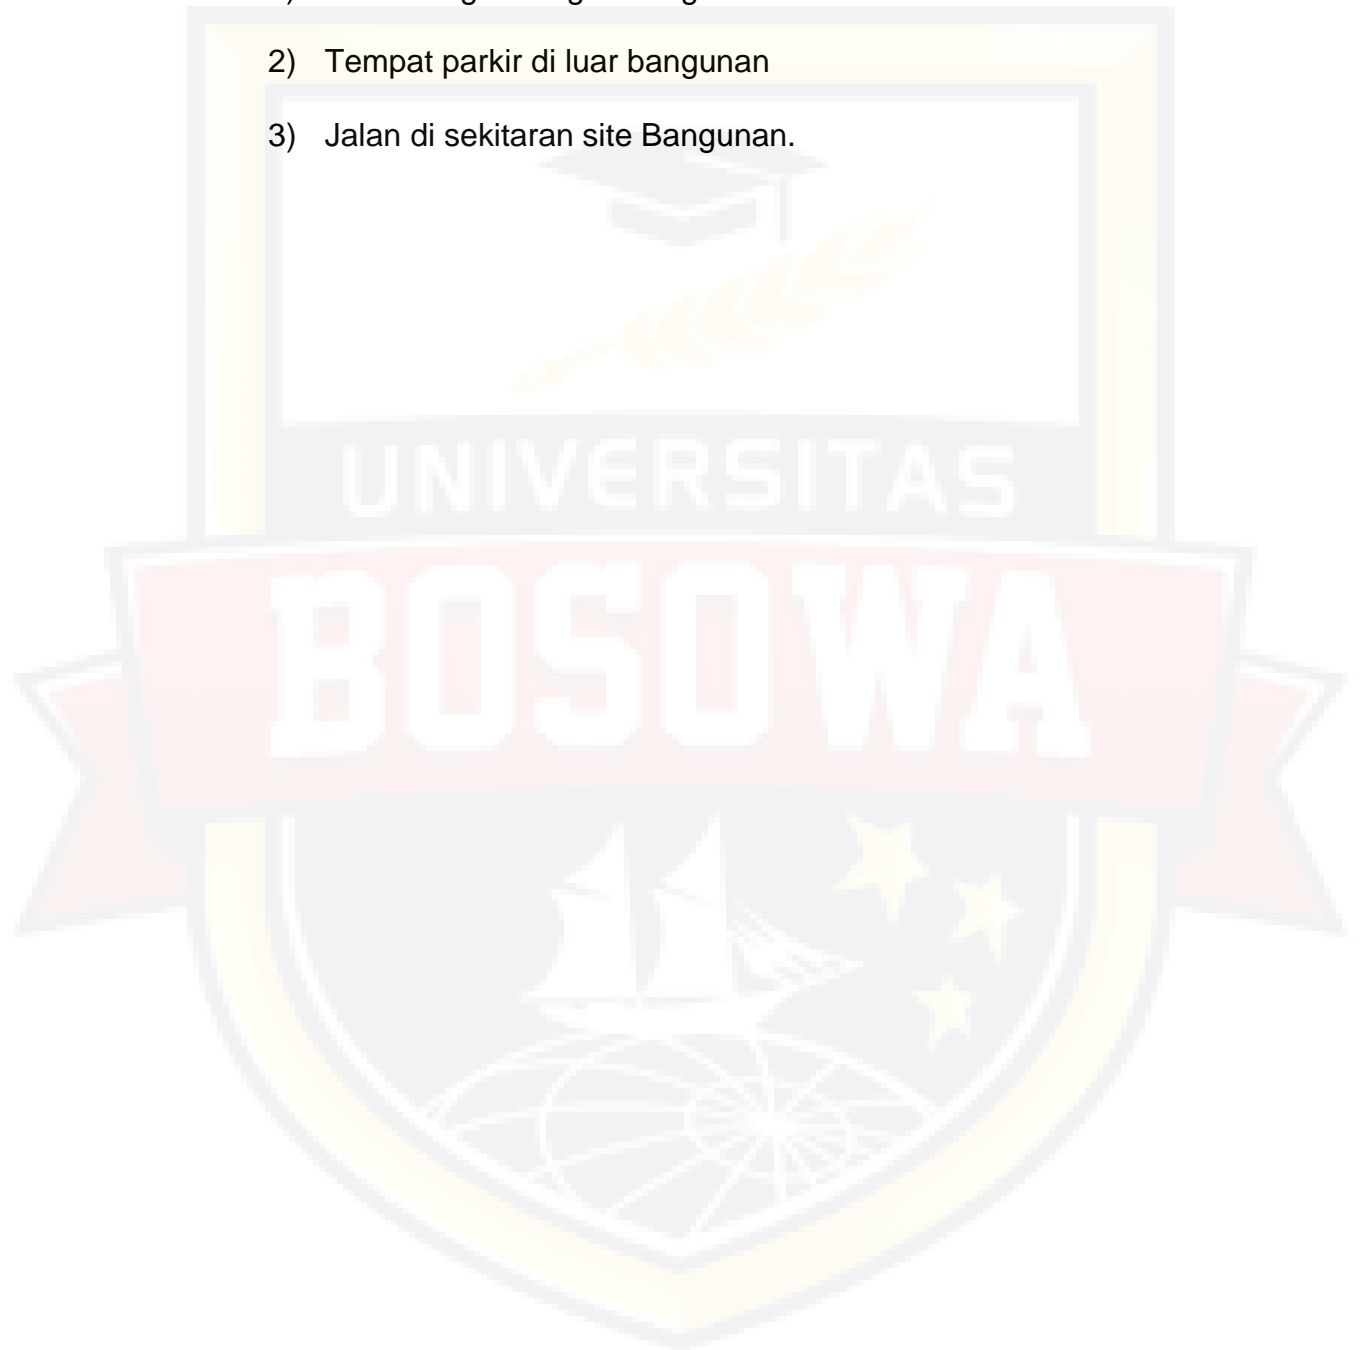 2) Tempat parkir di luar bangunan
3) Jalan di sekitaran site Bangunan.
UNIVERSITAS
BOSOWA